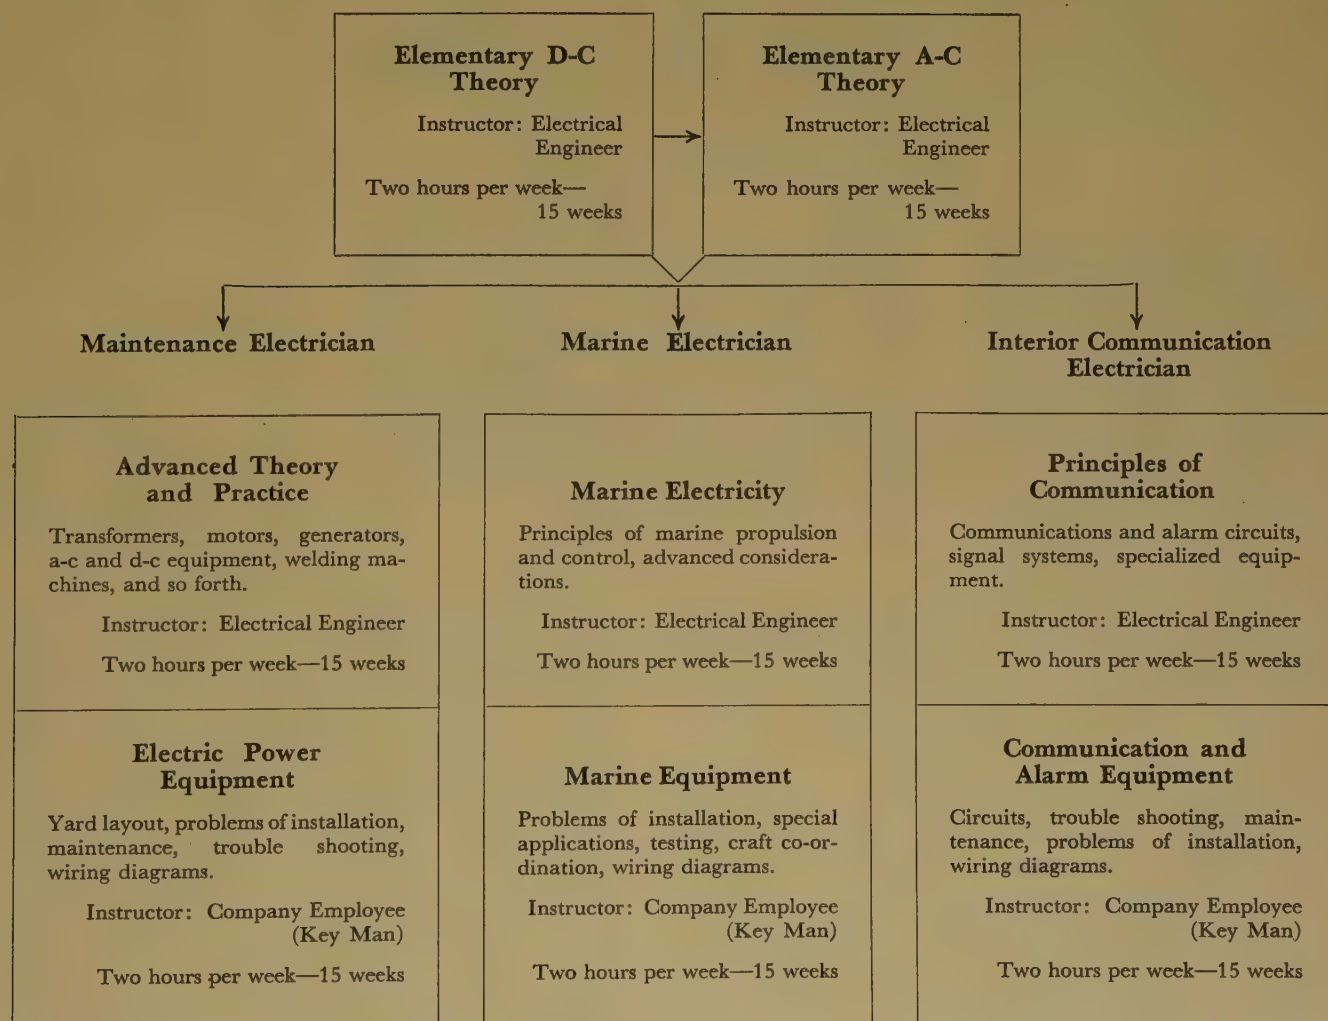 Elementary D-C
Theory
Instructor: Electrical
Engineer
Two hours per week—
15 weeks
Elementary A-C
Theory
Instructor: Electrical
Engineer
Two hours per week—
15 weeks
Maintenance Electrician
Marine Electrician
Interior Communication
Electrician
Advanced Theory
and Practice
Transformers, motors, generators,
a-c and d-c equipment, welding ma-
chines, and so forth.
Instructor: Electrical Engineer
Two hours per week—15 weeks
Electric Power
Equipment
Yard layout, problems of installation,
maintenance, trouble shooting,
wiring diagrams.
Instructor: Company Employee
(Key Man)
Two hours per week—15 weeks
Marine Electricity
Principles of marine propulsion
and control, advanced considera-
tions.
Instructor: Electrical Engineer
Two hours per week—15 weeks
Marine Equipment
Problems of installation, special
applications, testing, craft co-or-
dination, wiring diagrams.
Instructor: Company Employee
(Key Man)
Two hours per week—15 weeks
Principles of
Communication
Communications and alarm circuits,
signal systems, specialized equip-
ment.
Instructor: Electrical Engineer
Two hours per week—15 weeks
Communication and
Alarm Equipment
Circuits, trouble shooting, main-
tenance, problems of installation,
wiring diagrams.
Instructor: Company Employee
(Key Man)
Two hours per week—15 weeks